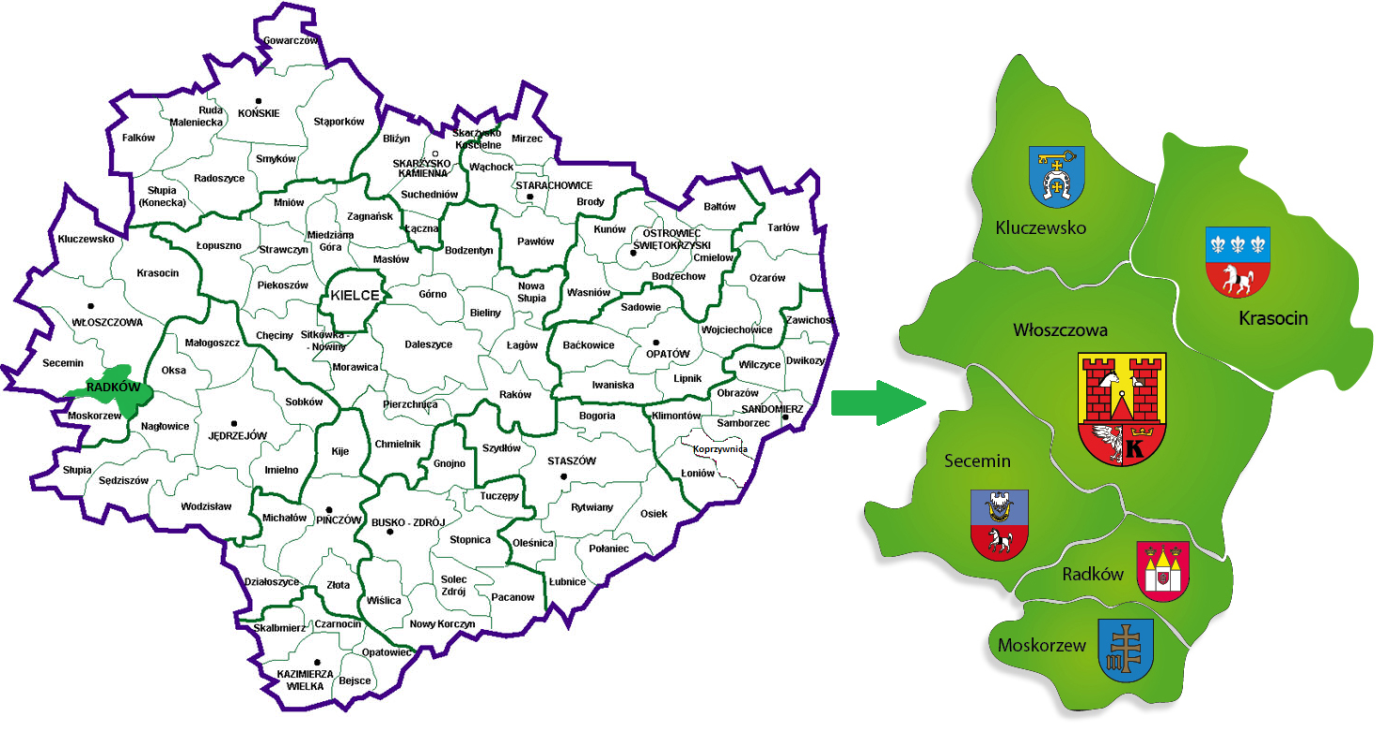 Gowarczów
Ruda
Maleniecka
KOŃSKIE
Stąporków
Fałków
Bliżyn
Skarżysko
Kościelne
Mirzec
SKARŻYSKO
KAMIENNA
Wąchock
Smyków
Radoszyce
Słupia
(Konecka)
Suchedniów
STARACHOWICE
Brody
Mniów
Zagnańsk
Łączna
Bałtów
Tarłów
Kluczewsko
Łopuszno
Strawczyn
Miedziana
Góra
Masłów
Bodzentyn
Pawłów
Kunów
OSTROWIEC
ŚWIĘTOKRZYSKI
Cmielow
Krasocin
Piekoszów
KIELCE
Górno
Nowa
Słupia
Wasniów
Bodzechow
Ożarów
WŁOSZCZOWA
Małogoszcz
Chęciny
Sitkówka -
- Nowiny
Daleszyce
Bieliny
Łagów
Sadowie
Wojciechowice
Zawichost
Baćkowice
OPATÓW
Wilczyce
Dwikozy
Secemin
RADKÓW
Oksa
Morawica
Iwaniska
Lipnik
Obrazów
Moskorzew
Nagłowice
Sobków
Pierzchnica
Raków
Bogoria
Klimontów
SANDOMIERZ
Samborzec
JĘDRZEJÓW
Kije
Chmielnik
Gnojno
Szydłów
STASZÓW
Koprzywnica
Łoniów
Słupia
Sędziszów
Imielno
Wodzisław
Michałów
PIŃCZÓW
BUSKO - ZDRÓJ
Tuczępy
Rytwiany
Osiek
Stopnica
Oleśnica
Połaniec
Działoszyce
Złota
Wiślica
Solec
Zdrój
Pacanow
Łubnice
Skalbmierz
Czarnocin
Nowy Korczyn
Opatowiec
KAZIMIERZA
WIELKA
Bejsce
Kluczewsko
Krasocin
Włoszczowa
K
Secemin
Radków
Moskorzew
m